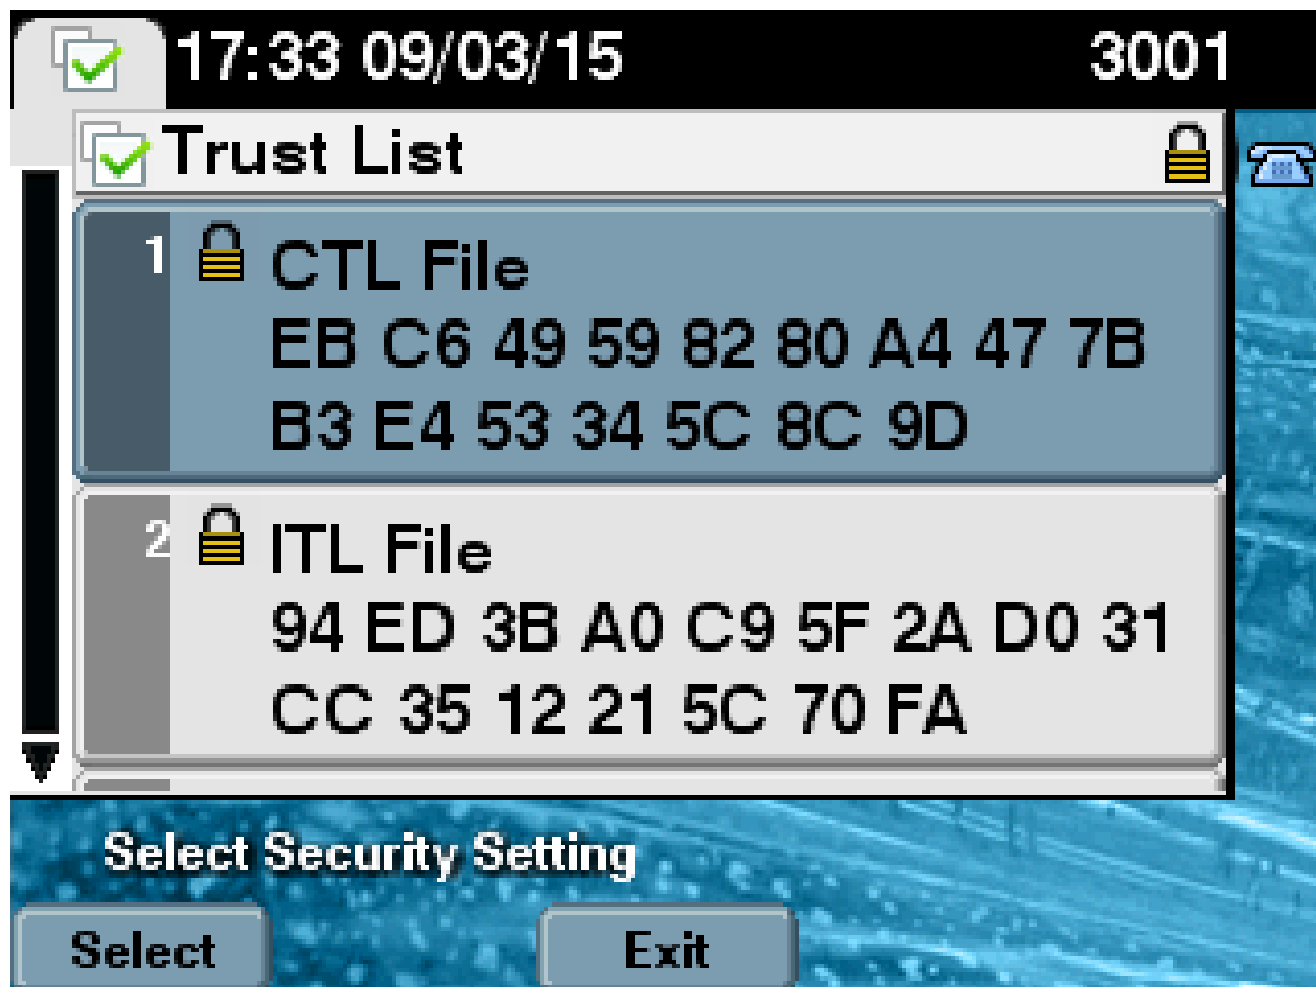 17:33 09/03/15 3001
Trust List
1 CTL File
EB C6 49 59 82 80 A4 47 7B
B3 E4 53 34 5C 8C 9D
2 ITL File
94 ED 3B A0 C9 5F 2A D0 31
CC 35 12 21 5C 70 FA
Select Security Setting
Select Exit